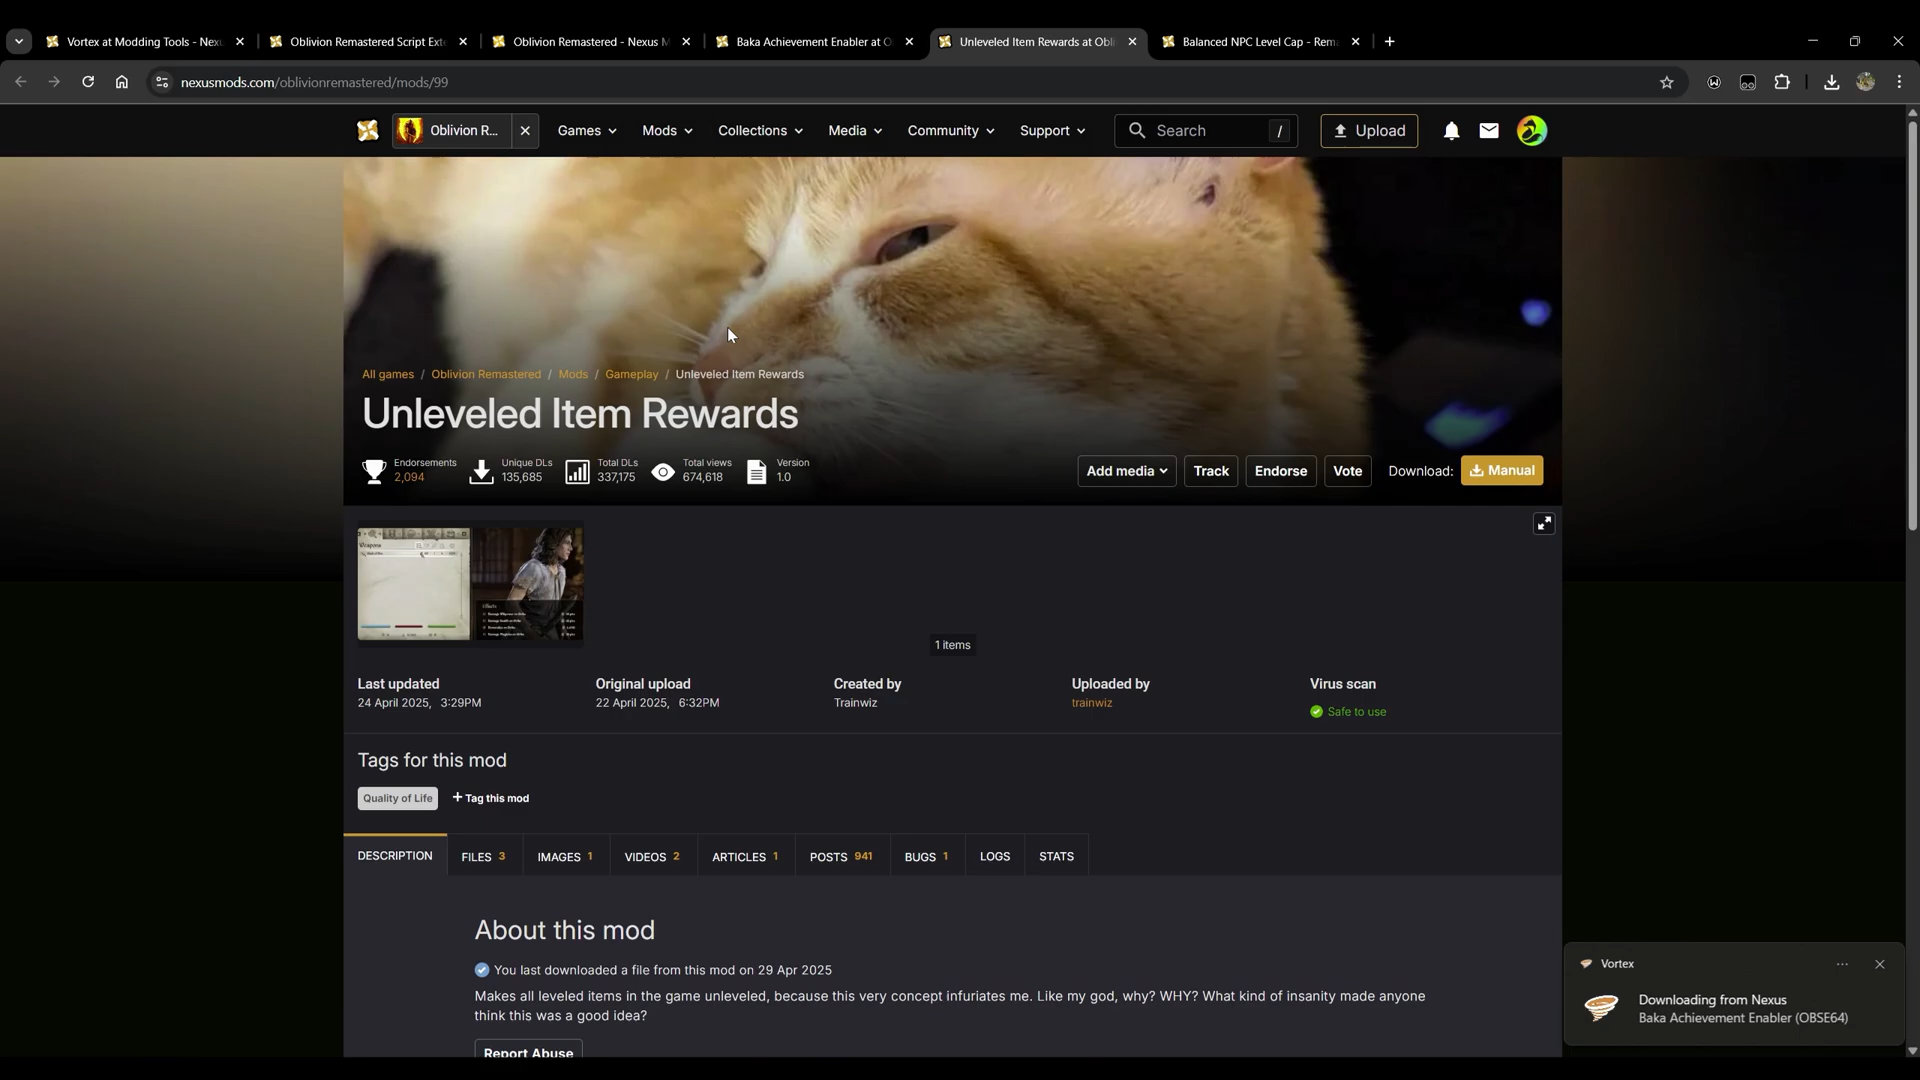 Vortex at Modding Tools - Nex
Oblivion Remastered Script Exte
Oblivion Remastered - Nexus M
Baka Achievement Enabler at O
Unleveled Item Rewards at Obli
Balanced NPC Level Cap - Rema
nexusmods.com/oblivionremastered/mods/99
Oblivion R...
Games
Mods
Collections
Media
Community
Support
Search
/
Upload
All games / Oblivion Remastered / Mods / Gameplay / Unleveled Item Rewards
Unleveled Item Rewards
Endorsements
2,094
Unique DLs
135,685
Total DLs
337,175
Total views
674,618
Version
1.0
Add media
Track
Endorse
Vote
Download:
Manual
1 items
Last updated
24 April 2025, 3:29PM
Original upload
22 April 2025, 6:32PM
Created by
Trainwiz
Uploaded by
trainwiz
Virus scan
Safe to use
Tags for this mod
Quality of Life
+ Tag this mod
DESCRIPTION
FILES 3
IMAGES 1
VIDEOS 2
ARTICLES 1
POSTS 941
BUGS 1
LOGS
STATS
About this mod
You last downloaded a file from this mod on 29 Apr 2025
Makes all leveled items in the game unleveled, because this very concept infuriates me. Like my god, why? WHY? What kind of insanity made anyone
think this was a good idea?
Report Abuse
Vortex
Downloading from Nexus
Baka Achievement Enabler (OBSE64)